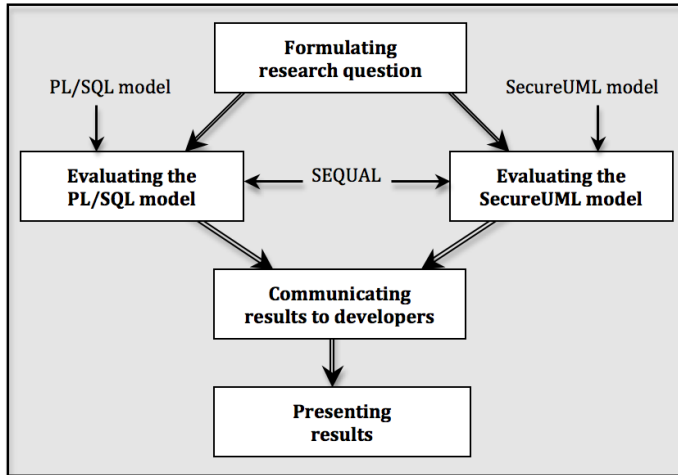 Formulating
research question
PL/SQL model
SecureUML model
Evaluating the
PL/SQL model
SEQUAL
Evaluating the
SecureUML model
Communicating
results to developers
Presenting
results